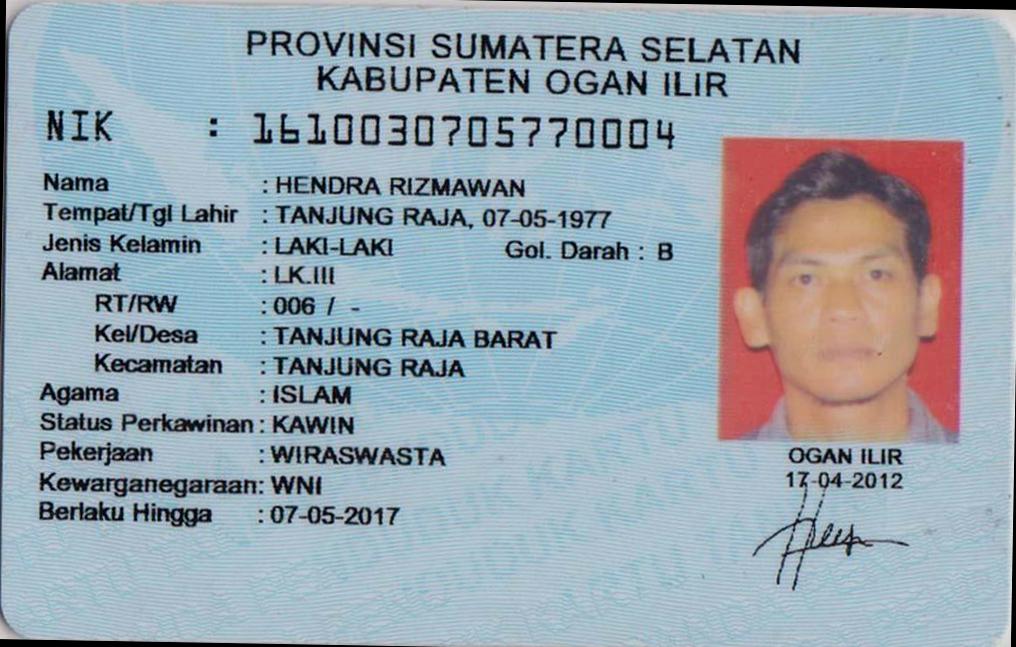 PROVINSI SUMATERA SELATAN
KABUPATEN OGAN ILIR
NIK : 1610030705770004
Nama : HENDRA RIZMAWAN
Tempat/Tgl Lahir : TANJUNG RAJA, 07-05-1977
Jenis Kelamin : LAKI-LAKI Gol. Darah : B
Alamat : LK.III
RT/RW : 006 / -
Kel/Desa : TANJUNG RAJA BARAT
Kecamatan : TANJUNG RAJA
Agama : ISLAM
Status Perkawinan : KAWIN
Pekerjaan : WIRASWASTA
Kewarganegaraan: WNI
Berlaku Hingga : 07-05-2017
OGAN ILIR
17-04-2012